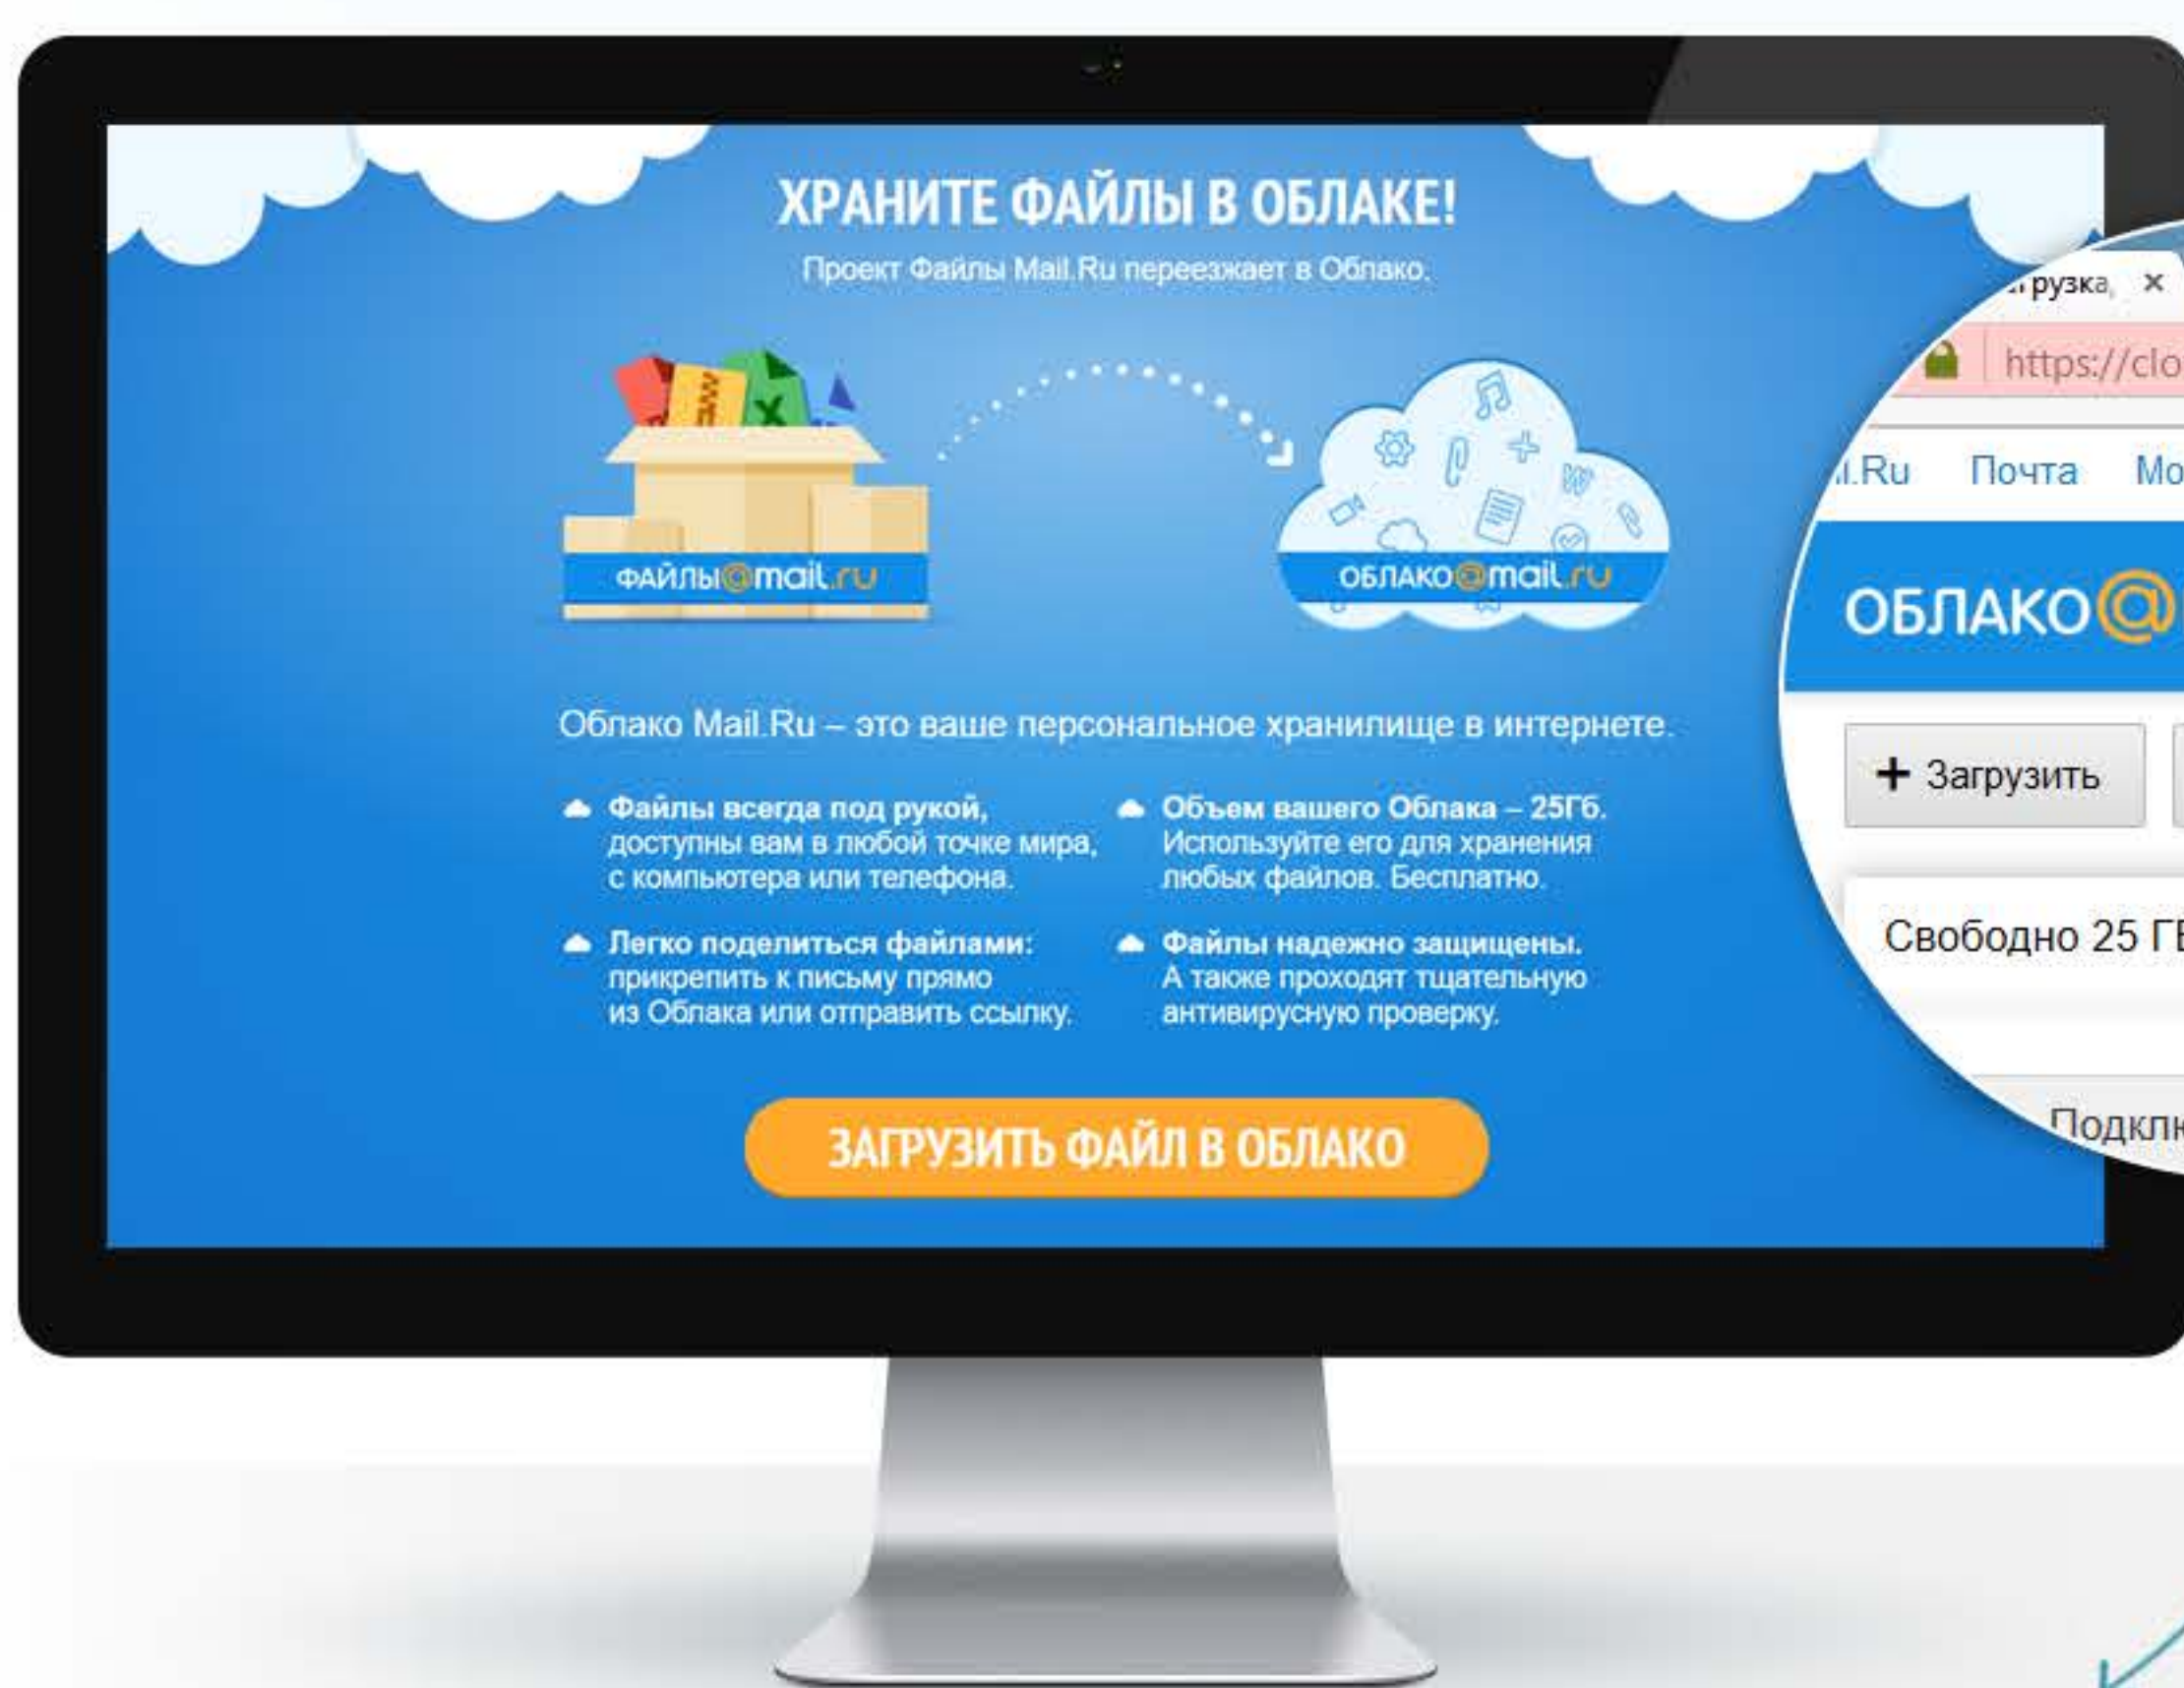 ХРАНИТЕ ФАЙЛЫ В ОБЛАКЕ!
Проект Файлы Mail.Ru переезжает в Облако.
ФАЙЛЫ@mail.ru
ОБЛАКО@mail.ru
Облако Mail.Ru – это ваше персональное хранилище в интернете.
Файлы всегда под рукой,
доступны вам в любой точке мира,
с компьютера или телефона.
Объем вашего Облака – 25Гб.
Используйте его для хранения
любых файлов. Бесплатно.
Легко поделиться файлами:
прикрепить к письму прямо
из Облака или отправить ссылку.
Файлы надежно защищены.
А также проходят тщательную
антивирусную проверку.
ЗАГРУЗИТЬ ФАЙЛ В ОБЛАКО
https://clo
.Ru Почта Мо
ОБЛАКО@
+ Загрузить
Свободно 25 ГБ